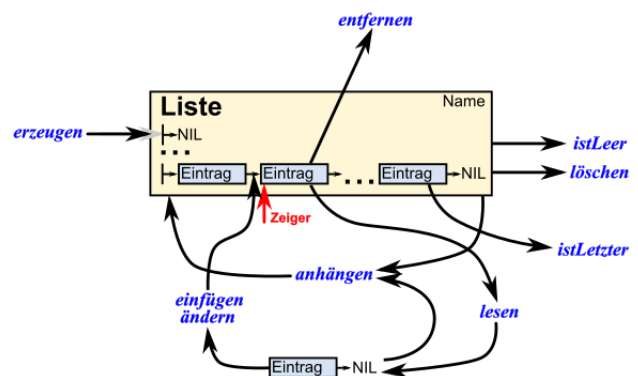 entfernen
Liste
Name
erzeugen
NIL
...
istLeer
Eintrag
Eintrag
...
Eintrag
NIL
löschen
Zeiger
istLetzter
anhängen
einfügen
ändern
lesen
Eintrag
NIL